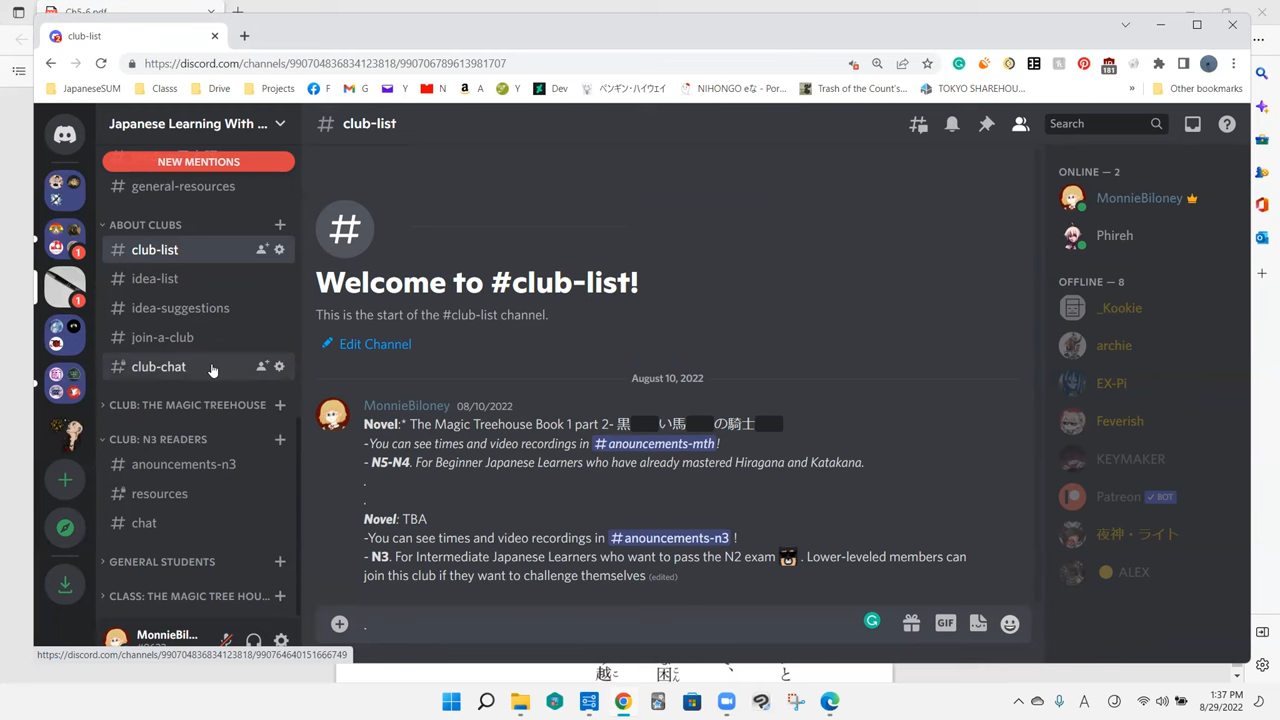 Ch5-6.pdf
club-list
https://discord.com/channels/990704836834123818/990706789613981707
181
JapaneseSUM
Classs
Drive
Projects
F
G
Y
N
A
Y
Dev
ペンギン・ハイウェイ
NIHONGO eな - Por...
Trash of the Count's...
TOKYO SHAREHOU...
»
Other bookmarks
Japanese Learning With ...
NEW MENTIONS
# general-resources
ABOUT CLUBS
# club-list
# idea-list
# idea-suggestions
# join-a-club
# club-chat
CLUB: THE MAGIC TREEHOUSE
CLUB: N3 READERS
# anouncements-n3
# resources
# chat
GENERAL STUDENTS
CLASS: THE MAGIC TREE HOU...
MonnieBil...
1
1
# club-list
Search
#
Welcome to #club-list!
This is the start of the #club-list channel.
Edit Channel
August 10, 2022
MonnieBiloney 08/10/2022
Novel:* The Magic Treehouse Book 1 part 2- 黒 い馬 の騎士
-You can see times and video recordings in # anouncements-mth!
- N5-N4. For Beginner Japanese Learners who have already mastered Hiragana and Katakana.
.
.
Novel: TBA
-You can see times and video recordings in # anouncements-n3 !
- N3. For Intermediate Japanese Learners who want to pass the N2 exam . Lower-leveled members can
join this club if they want to challenge themselves (edited)
.
GIF
ONLINE — 2
MonnieBiloney
Phireh
OFFLINE — 8
_Kookie
archie
EX-Pi
Feverish
KEYMAKER
Patreon BOT
夜神・ライト
ALEX
https://discord.com/channels/990704836834123818/990764640151666749
越 困 、 と
A
1:37 PM
8/29/2022